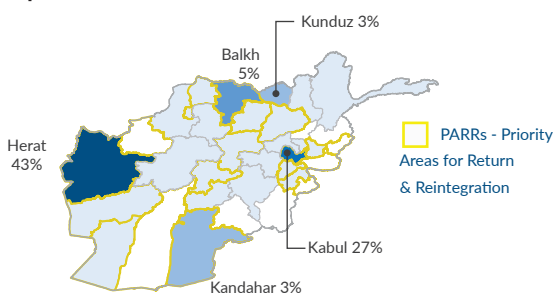 Kunduz 3%
Balkh
5%
Herat
43%
PARRs - Priority
Areas for Return
& Reintegration
Kabul 27%
Kandahar 3%